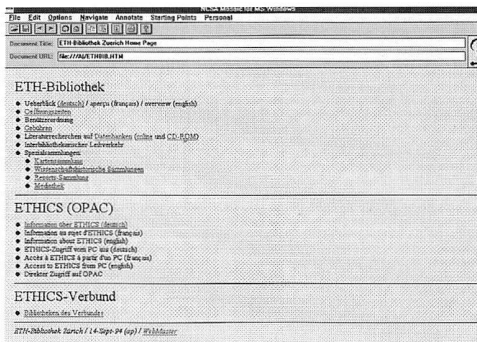 NCSA Mosaic for MS Windows
File Edit Options Navigate Annotate Starting Points Personal
Document Title: ETH-Bibliothek Zuerich Home Page
Document URL: file:///A|/ETHBIB.HTM
ETH-Bibliothek
Ueberblick (deutsch) / aperçu (français) / overview (english)
Oeffnungszeiten
Benützerordnung
Gebühren
Literaturrecherchen auf Datenbanken (online und CD-ROM)
Interbibliothekarischer Leihverkehr
Spezialsammlungen:
Kartensammlung
Wissenschaftshistorische Sammlungen
Reports-Sammlung
Mediothek
ETHICS (OPAC)
Information über ETHICS (deutsch)
Information au sujet d'ETHICS (français)
Information about ETHICS (english)
ETHICS-Zugriff vom PC aus (deutsch)
Accès à ETHICS à partir d'un PC (français)
Access to ETHICS from PC (english)
Direkter Zugriff auf OPAC
ETHICS-Verbund
Bibliotheken des Verbundes
ETH-Bibliothek Zürich / 14-Sept-94 (ap) / WebMaster